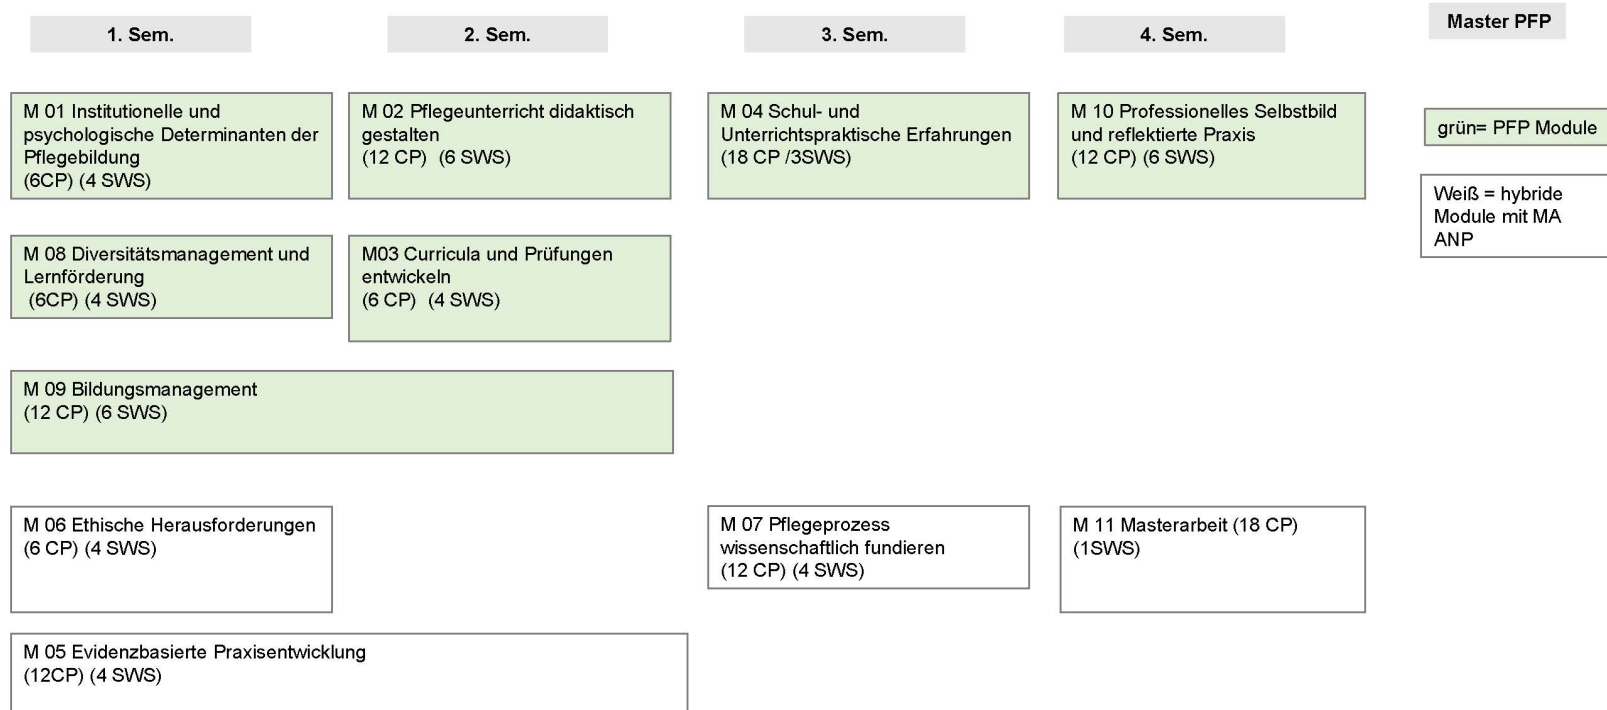 1. Sem.
2. Sem.
3. Sem.
4. Sem.
Master PFP
M 01 Institutionelle und
psychologische Determinanten der
Pflegebildung
(6CP) (4 SWS)
M 02 Pflegeunterricht didaktisch
gestalten
(12 CP) (6 SWS)
M 04 Schul- und
Unterrichtspraktische Erfahrungen
(18 CP /3SWS)
M 10 Professionelles Selbstbild
und reflektierte Praxis
(12 CP) (6 SWS)
grün= PFP Module
Weiß = hybride
Module mit MA
ANP
M 08 Diversitätsmanagement und
Lernförderung
(6CP) (4 SWS)
M03 Curricula und Prüfungen
entwickeln
(6 CP) (4 SWS)
M 09 Bildungsmanagement
(12 CP) (6 SWS)
M 06 Ethische Herausforderungen
(6 CP) (4 SWS)
M 07 Pflegeprozess
wissenschaftlich fundieren
(12 CP) (4 SWS)
M 11 Masterarbeit (18 CP)
(1SWS)
M 05 Evidenzbasierte Praxisentwicklung
(12CP) (4 SWS)